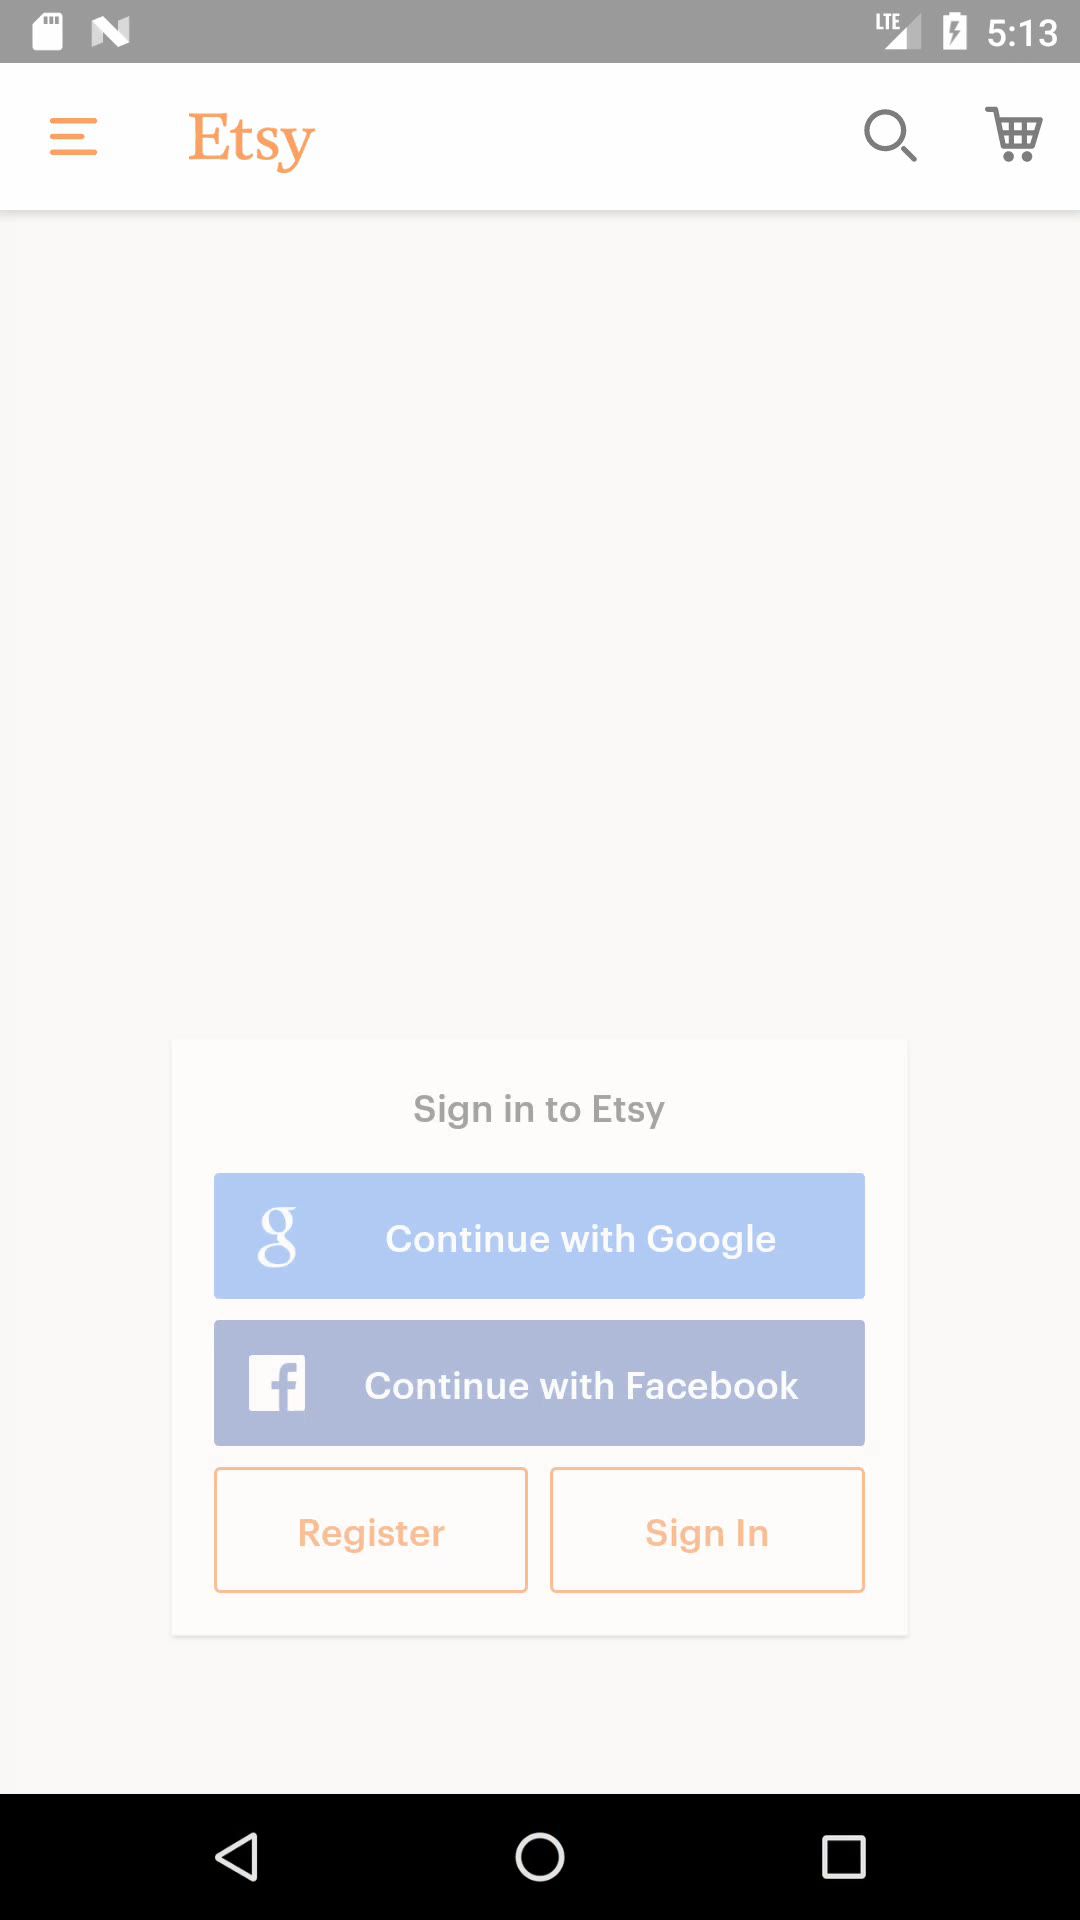 LTE 5:13
Etsy
Sign in to Etsy
g Continue with Google
f Continue with Facebook
Register Sign In